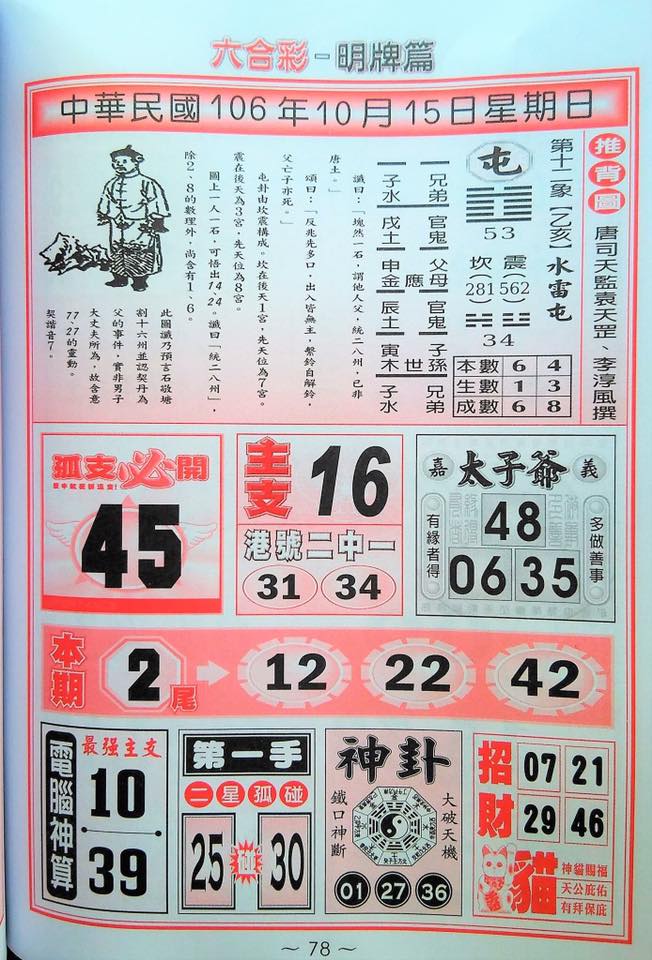 六合彩-明牌篇
中華民國106年10月15日星期日
推背圖
唐司天監袁天罡、李淳風撰
第十二象【乙亥】水雷屯
屯
53
坎(281) 震(562)
34
本數 6 4
生數 1 3
成數 6 8
兄弟 官鬼 父母 官鬼 子孫 兄弟
應 世
子水 戌土 申金 辰土 寅木 子水
讖曰：「塊然一石，謂他人父，統二八州，已非
唐土。」
頌曰：「反兆先多口，出入皆無主，繫鈴自解鈴，
父亡子亦死。」
屯卦由坎震構成。坎在後天1宮，先天位為7宮。
震在後天為3宮，先天位為8宮。
圖上一人一石，可悟出14、24。讖曰「統二八州」，
除2、8的數理外，尚含有1、6。
此圖讖乃預言石敬塘
割十六州並認契丹為
父的事件，實非男子
大丈夫所為，故含意
77、27的靈動。
契諧音7。
孤支必開
45
主支 16
港號二中一
31 34
嘉 太子爺 義
有緣者得
48
06 35
多做善事
本期 2尾 12 22 42
電腦神算
最强主支
10
39
第一手
二星孤碰
25 碰 30
神卦
鐵口神斷
大破天機
01 27 36
招財貓
07 21
29 46
神貓賜福
天公庇佑
有拜保庇
～ 78 ～